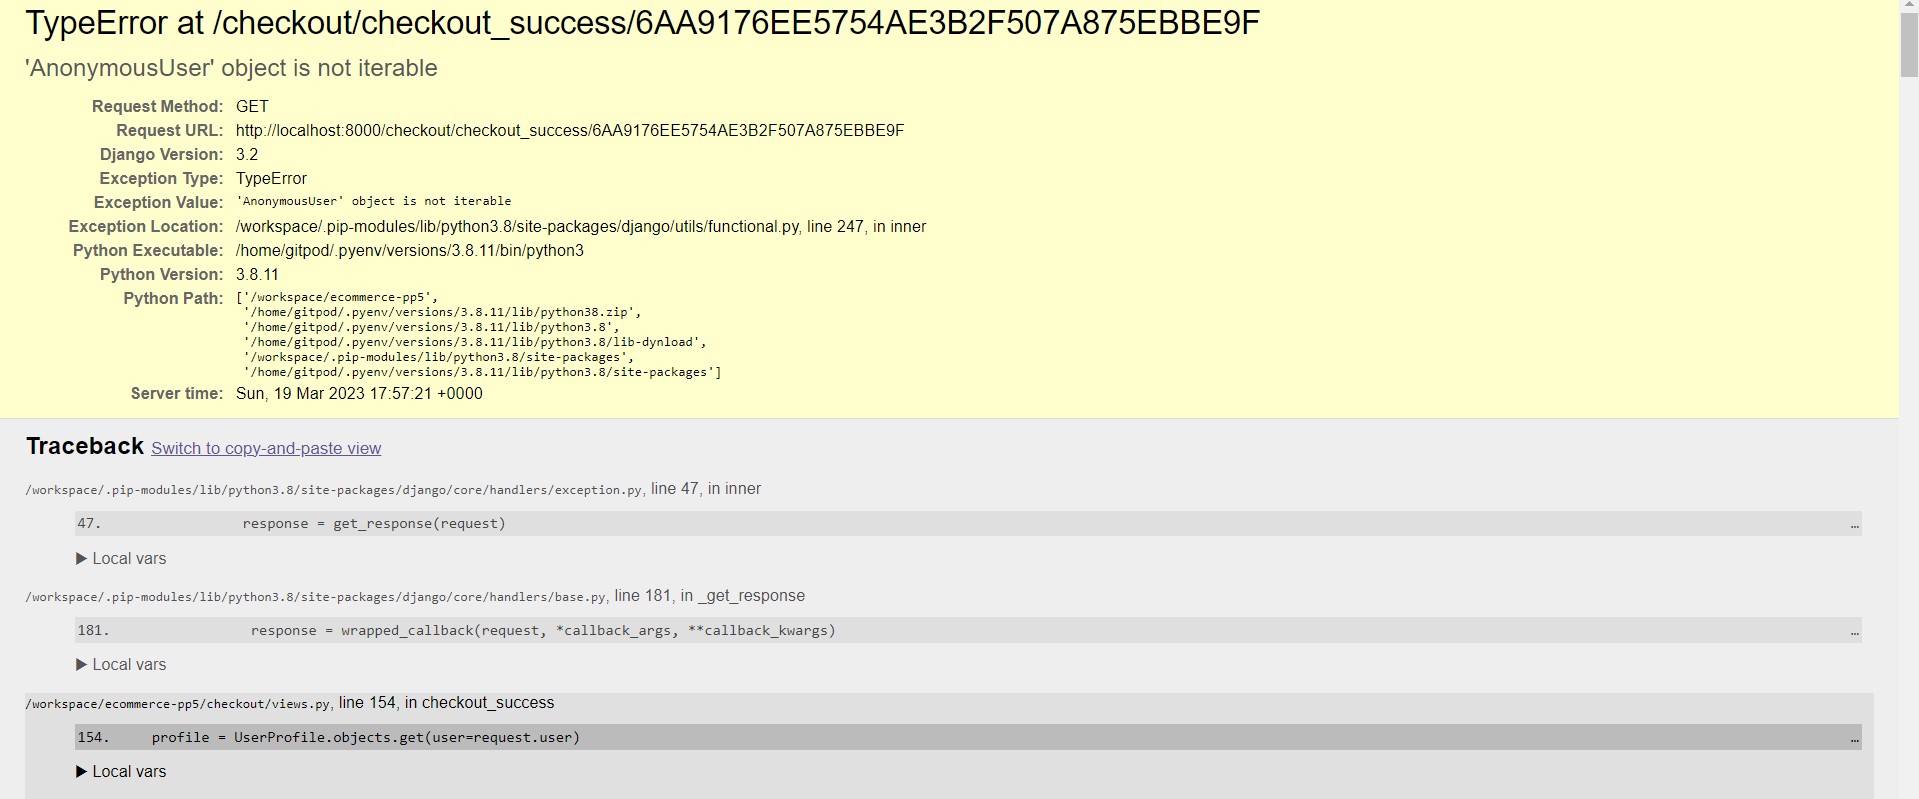 TypeError at /checkout/checkout_success/6AA9176EE5754AE3B2F507A875EBBE9F
'AnonymousUser' object is not iterable
Request Method: GET
Request URL: http://localhost:8000/checkout/checkout_success/6AA9176EE5754AE3B2F507A875EBBE9F
Django Version: 3.2
Exception Type: TypeError
Exception Value: 'AnonymousUser' object is not iterable
Exception Location: /workspace/.pip-modules/lib/python3.8/site-packages/django/utils/functional.py, line 247, in inner
Python Executable: /home/gitpod/.pyenv/versions/3.8.11/bin/python3
Python Version: 3.8.11
Python Path: ['/workspace/ecommerce-pp5',
'/home/gitpod/.pyenv/versions/3.8.11/lib/python38.zip',
'/home/gitpod/.pyenv/versions/3.8.11/lib/python3.8',
'/home/gitpod/.pyenv/versions/3.8.11/lib/python3.8/lib-dynload',
'/workspace/.pip-modules/lib/python3.8/site-packages',
'/home/gitpod/.pyenv/versions/3.8.11/lib/python3.8/site-packages']
Server time: Sun, 19 Mar 2023 17:57:21 +0000
Traceback Switch to copy-and-paste view
/workspace/.pip-modules/lib/python3.8/site-packages/django/core/handlers/exception.py, line 47, in inner
47. response = get_response(request) …
▶ Local vars
/workspace/.pip-modules/lib/python3.8/site-packages/django/core/handlers/base.py, line 181, in _get_response
181. response = wrapped_callback(request, *callback_args, **callback_kwargs) …
▶ Local vars
/workspace/ecommerce-pp5/checkout/views.py, line 154, in checkout_success
154. profile = UserProfile.objects.get(user=request.user) …
▶ Local vars